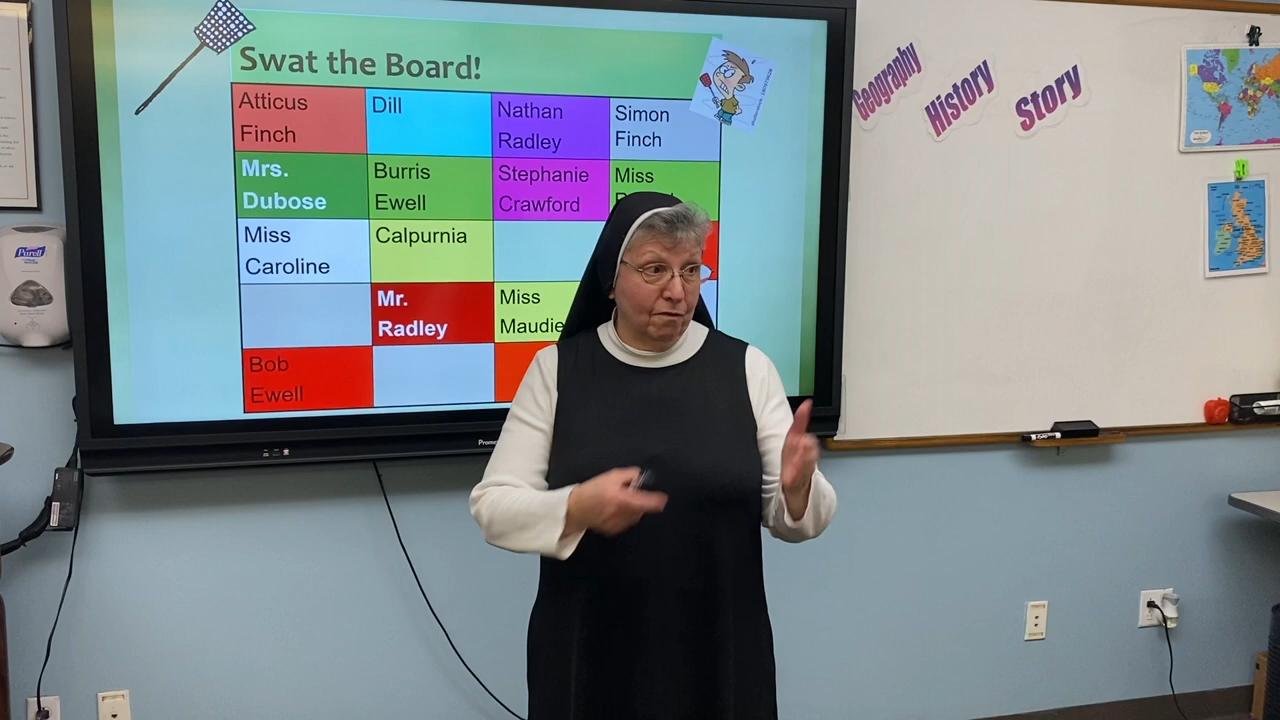 Swat the Board!
Atticus
Finch
Dill
Nathan
Radley
Simon
Finch
Mrs.
Dubose
Burris
Ewell
Stephanie
Crawford
Miss
Miss
Caroline
Calpurnia
Mr.
Radley
Miss
Maudie
Bob
Ewell
Geography
History
Story
Purell